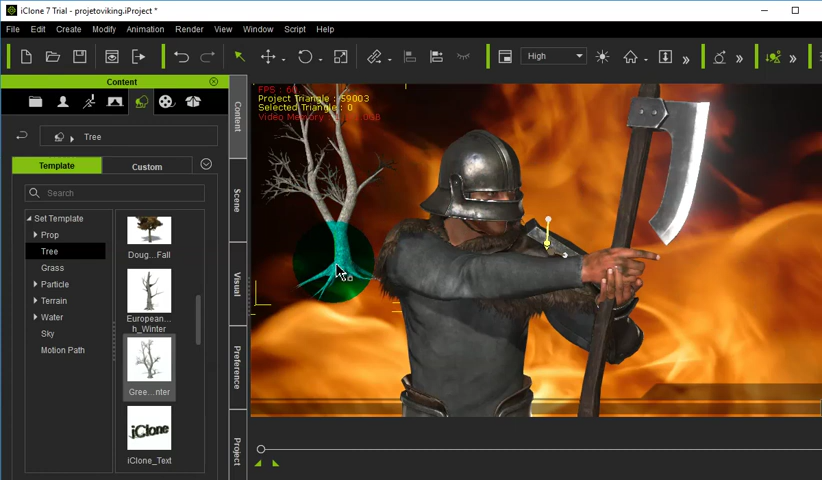 iClone 7 Trial - projetoviking.iProject *
File Edit Create Modify Animation Render View Window Script Help
High
Content
FPS : 60
Project Triangle : 59003
Selected Triangle : 0
Tree
Template
Custom
Search
Set Template
Prop
Tree
Grass
Particle
Terrain
Water
Sky
Motion Path
Doug...Fall
European...
h_Winter
Gree...nter
iClone
iClone_Text
Content
Scene
Visual
Preference
Project